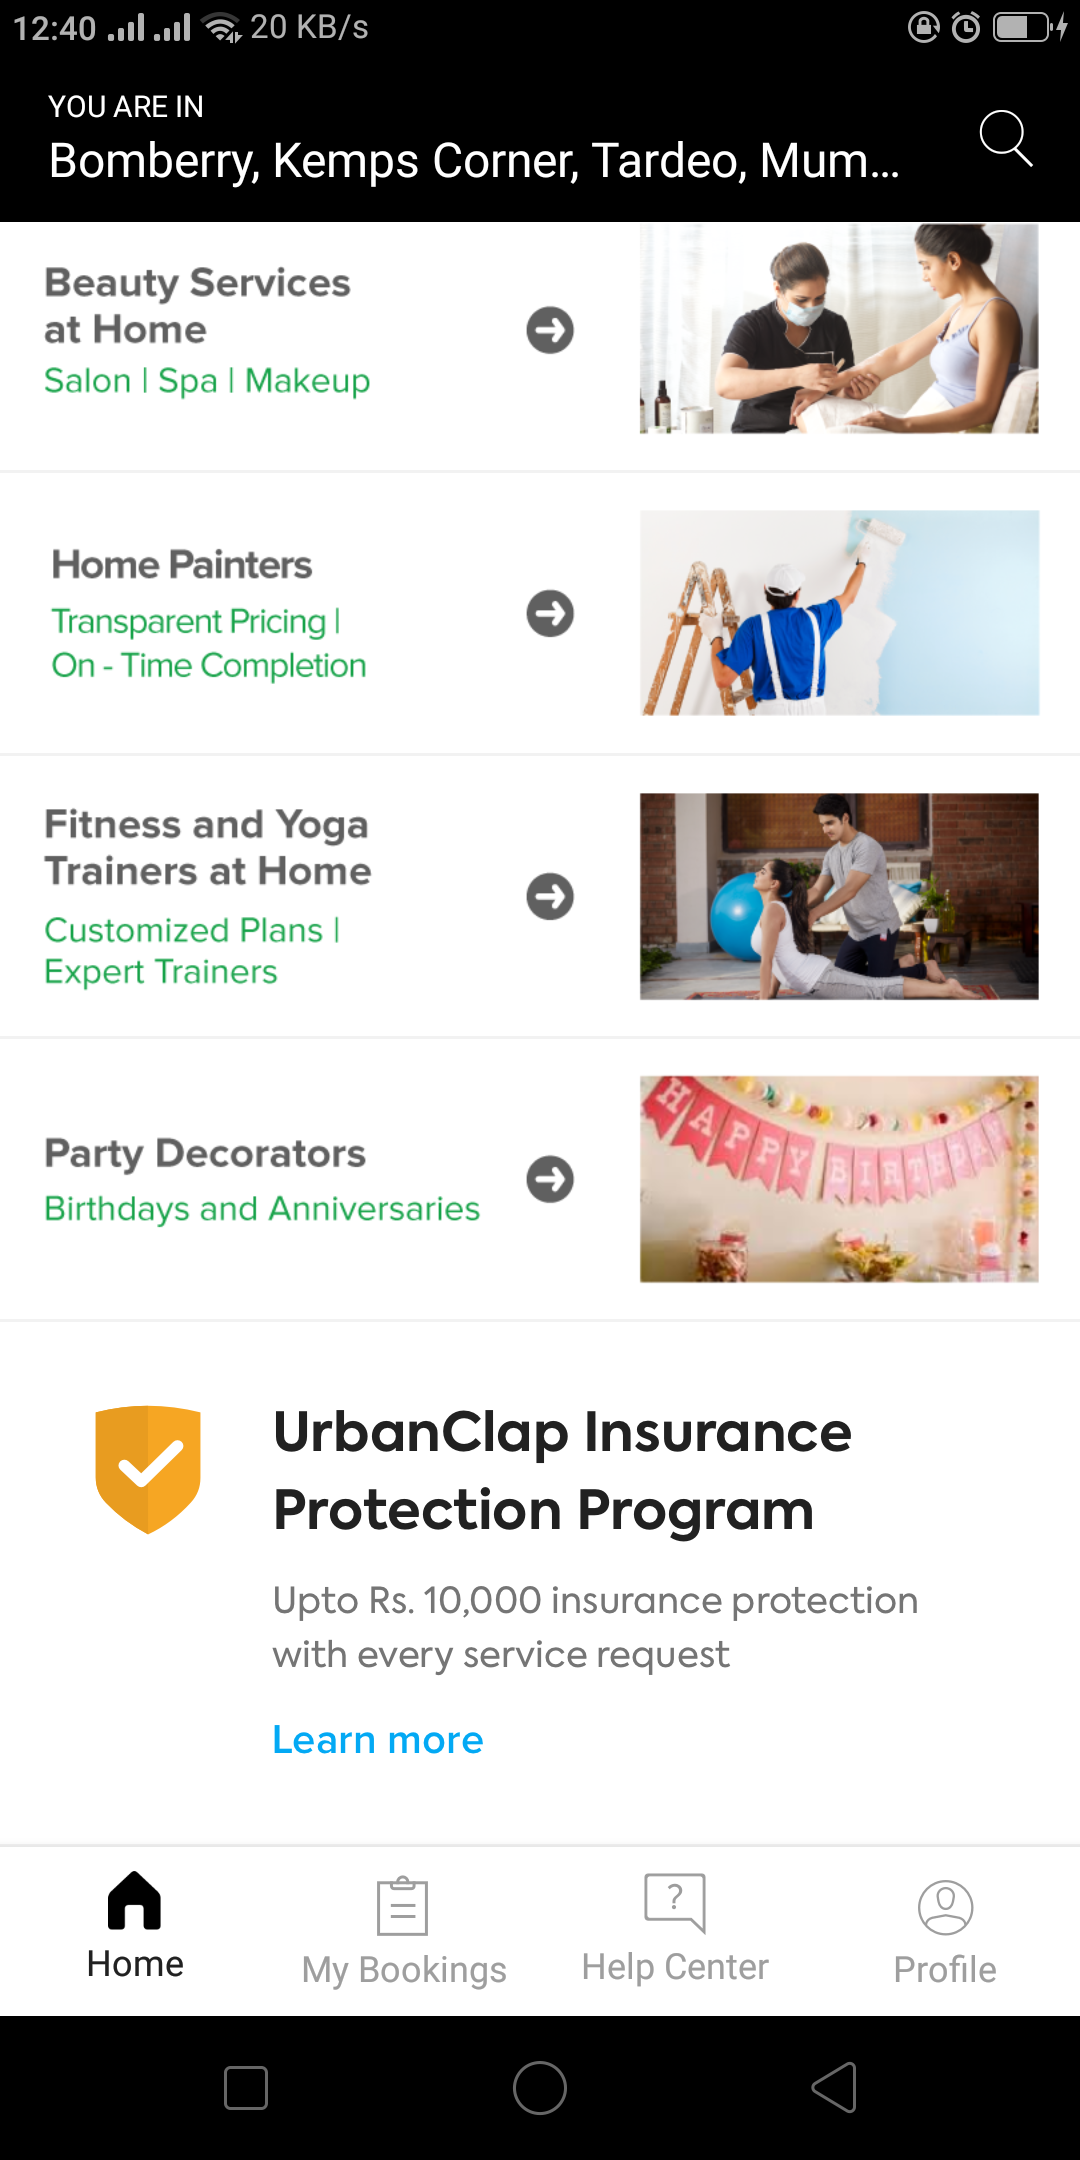 12:40
20 KB/s
YOU ARE IN
Bomberry, Kemps Corner, Tardeo, Mum...
Beauty Services
at Home
Salon | Spa | Makeup
Home Painters
Transparent Pricing |
On - Time Completion
Fitness and Yoga
Trainers at Home
Customized Plans |
Expert Trainers
HAPPY BIRTHDAY
Party Decorators
Birthdays and Anniversaries
UrbanClap Insurance
Protection Program
Upto Rs. 10,000 insurance protection
with every service request
Learn more
Home
My Bookings
?
Help Center
Profile